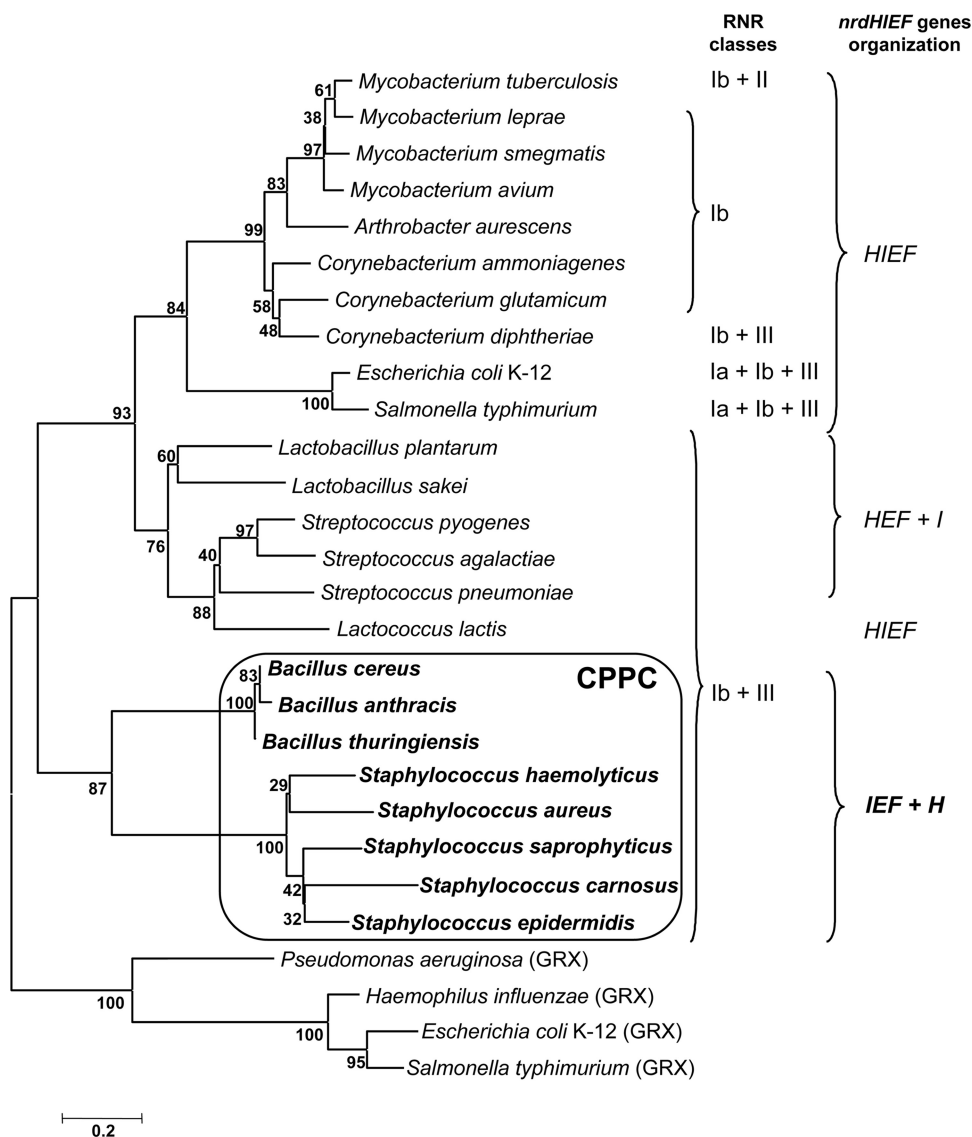 RNR nrdHIEF genes
classes organization
61 Mycobacterium tuberculosis Ib + II
38 Mycobacterium leprae
97 Mycobacterium smegmatis
83 Mycobacterium avium
Ib
Arthrobacter aurescens
99
HIEF
Corynebacterium ammoniagenes
84 58 Corynebacterium glutamicum
48 Corynebacterium diphtheriae Ib + III
Escherichia coli K-12 Ia + Ib + III
93 100 Salmonella typhimurium Ia + Ib + III
Lactobacillus plantarum
60
Lactobacillus sakei
97 Streptococcus pyogenes HEF + I
76 40 Streptococcus agalactiae
Streptococcus pneumoniae
88
Lactococcus lactis HIEF
83 Bacillus cereus CPPC
100 Bacillus anthracis Ib + III
Bacillus thuringiensis
87 29 Staphylococcus haemolyticus
Staphylococcus aureus IEF + H
100 Staphylococcus saprophyticus
42 Staphylococcus carnosus
32 Staphylococcus epidermidis
Pseudomonas aeruginosa (GRX)
100 Haemophilus influenzae (GRX)
100 Escherichia coli K-12 (GRX)
95 Salmonella typhimurium (GRX)
0.2